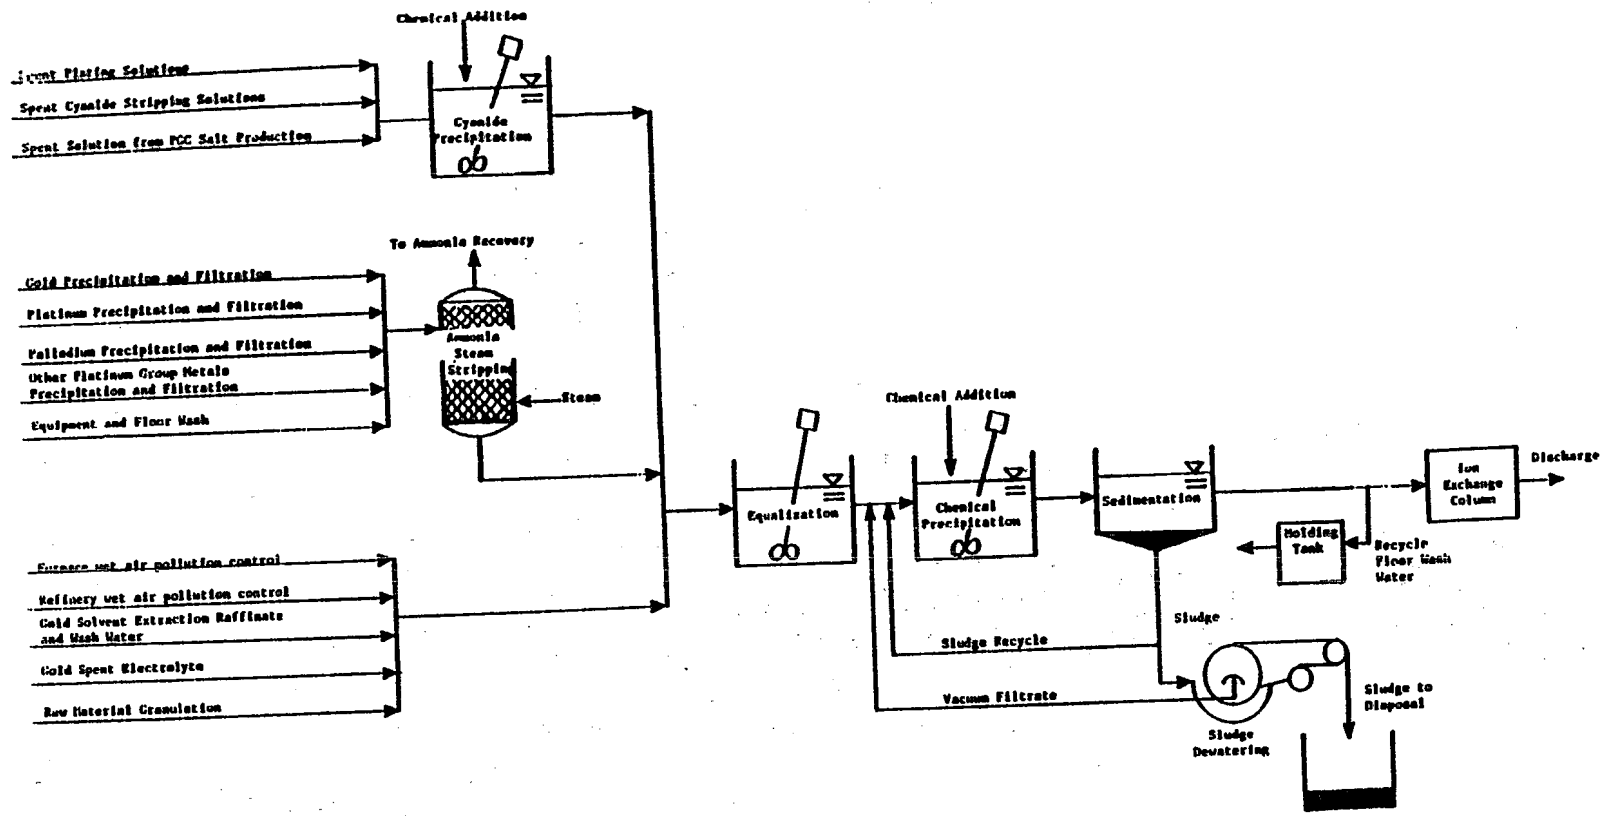 Chemical Addition
Spent Plating Solutions
Spent Cyanide Stripping Solutions
Spent Solution from PGC Salt Production
Cyanide
Precipitation
To Ammonia Recovery
Gold Precipitation and Filtration
Platinum Precipitation and Filtration
Palladium Precipitation and Filtration
Other Platinum Group Metals
Precipitation and Filtration
Equipment and Floor Wash
Ammonia
Steam
Stripping
Steam
Furnace wet air pollution control
Refinery wet air pollution control
Gold Solvent Extraction Raffinate
and Wash Water
Gold Spent Electrolyte
Raw Material Granulation
Equalization
Chemical Addition
Chemical
Precipitation
Sedimentation
Ion
Exchange
Column
Discharge
Holding
Tank
Recycle
Floor Wash
Water
Sludge
Sludge Recycle
Vacuum Filtrate
Sludge
Dewatering
Sludge to
Disposal